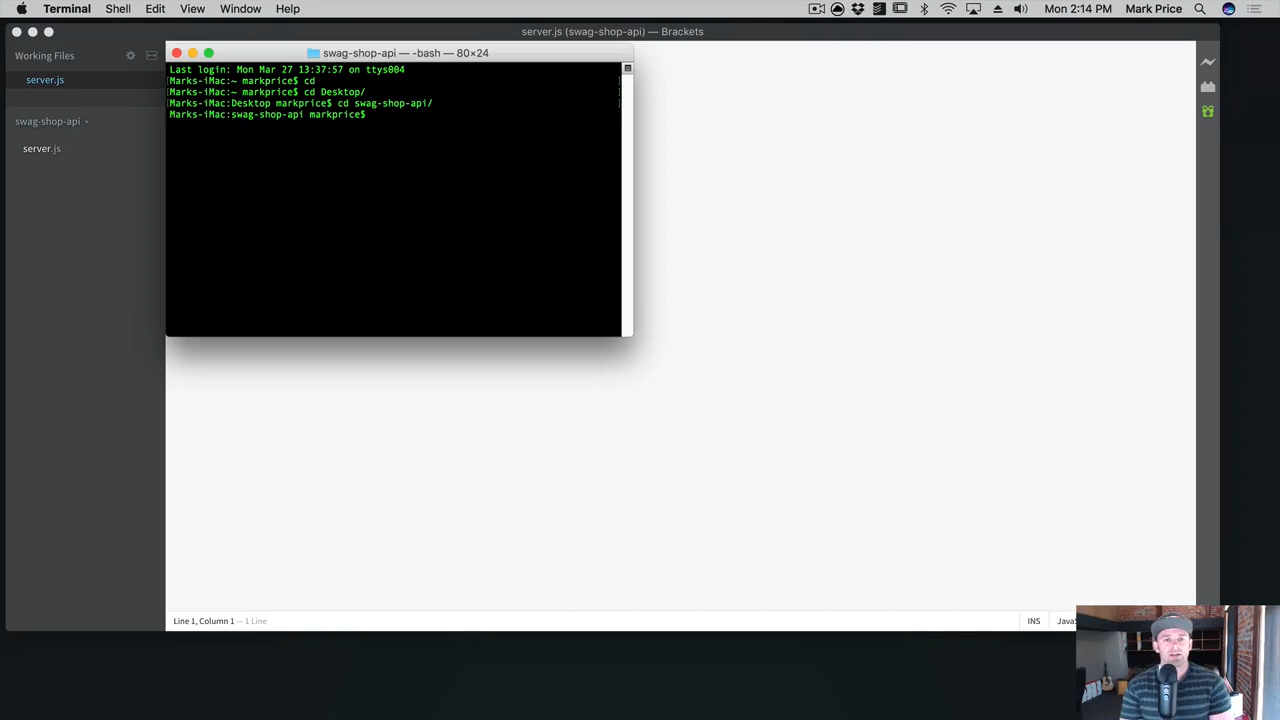 Terminal Shell Edit View Window Help Mon 2:14 PM Mark Price
server.js (swag-shop-api) — Brackets
Working Files
server.js
swag-shop-api
server.js
swag-shop-api — -bash — 80×24
Last login: Mon Mar 27 13:37:57 on ttys004
[Marks-iMac:~ markprice$ cd ]
[Marks-iMac:~ markprice$ cd Desktop/ ]
[Marks-iMac:Desktop markprice$ cd swag-shop-api/ ]
Marks-iMac:swag-shop-api markprice$
Line 1, Column 1 — 1 Line INS